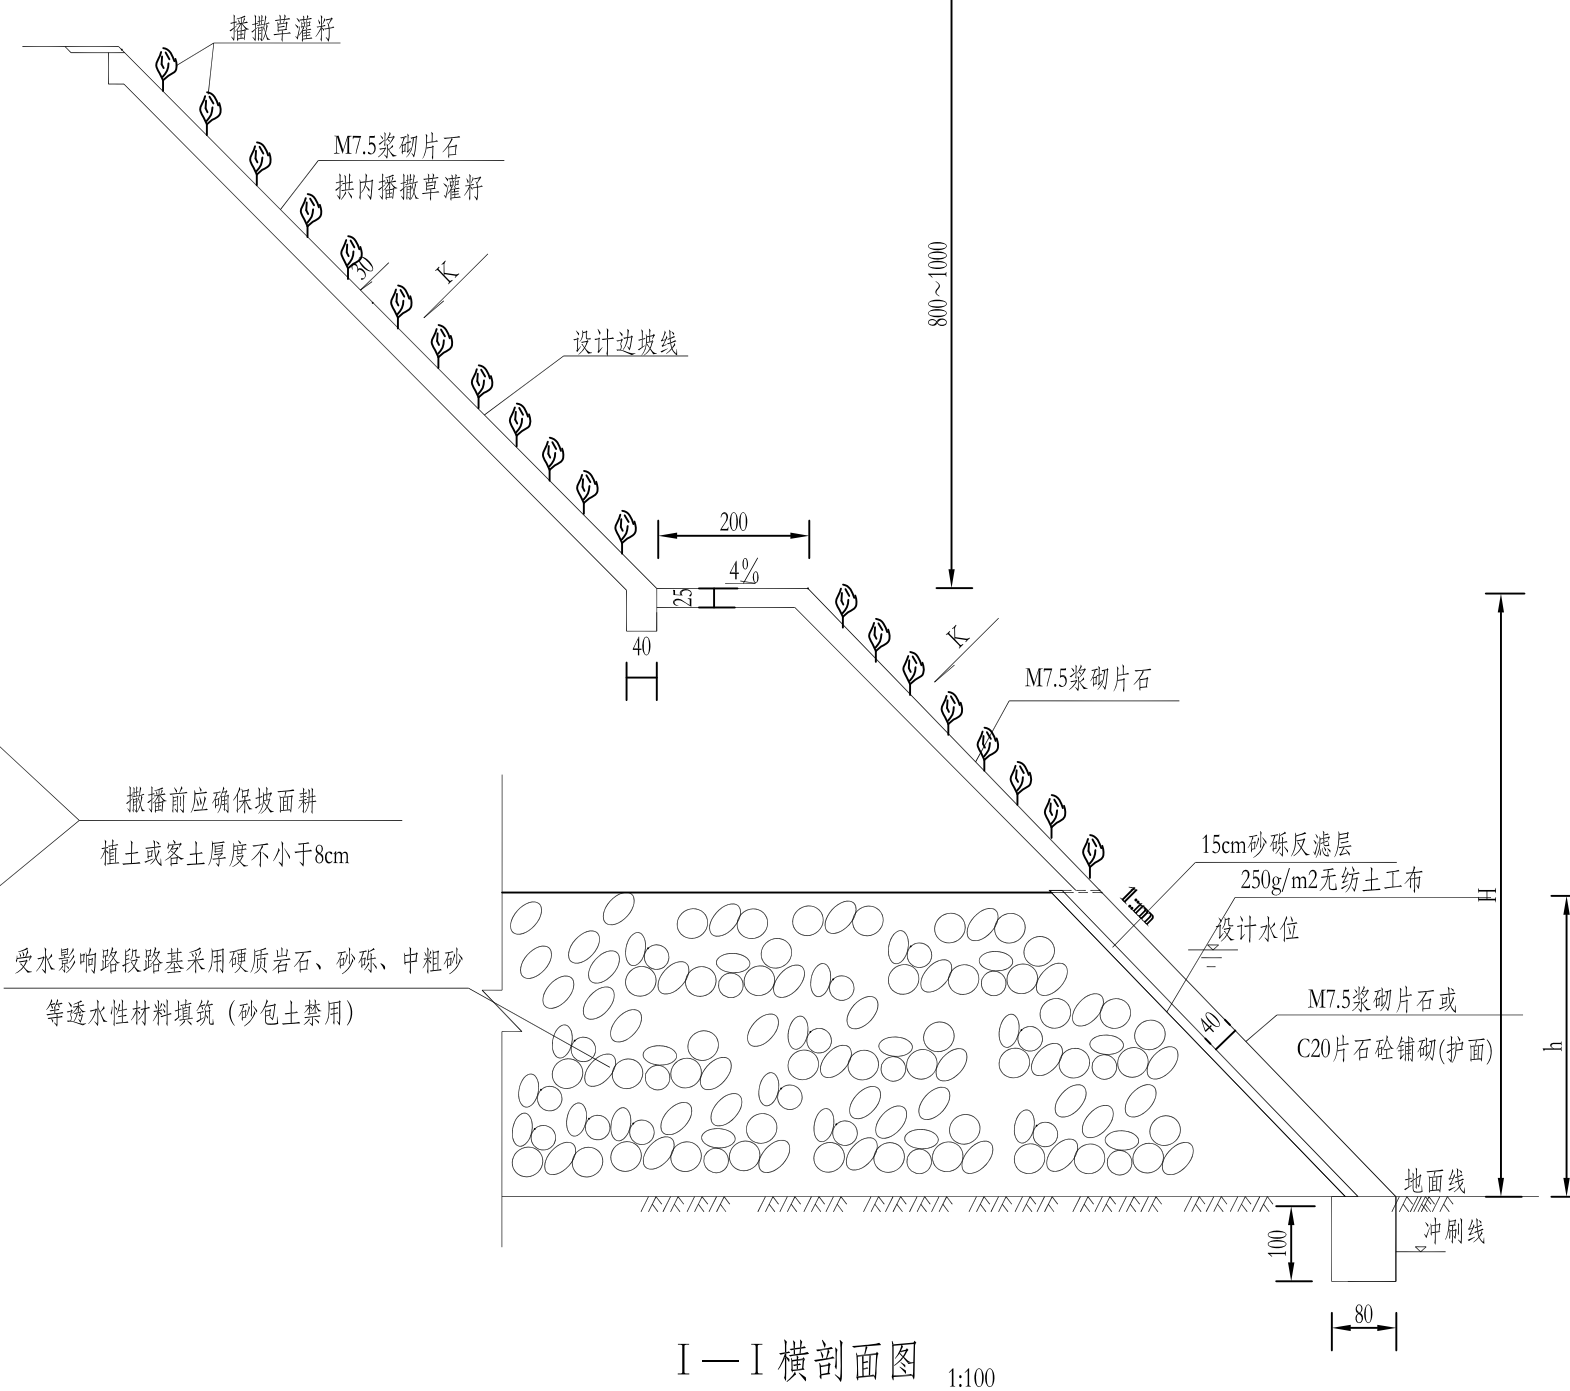 播撒草灌籽
M7.5浆砌片石
拱内播撒草灌籽
30
K
800~1000
设计边坡线
200
4%
25
40
K
M7.5浆砌片石
撒播前应确保坡面耕
植土或客土厚度不小于8cm
15cm砂砾反滤层
250g/m2无纺土工布
H
设计水位
受水影响路段路基采用硬质岩石、砂砾、中粗砂
等透水性材料填筑（砂包土禁用）
M7.5浆砌片石或
C20片石砼铺砌(护面)
40
h
地面线
冲刷线
100
80
I—I 横剖面图
1:100